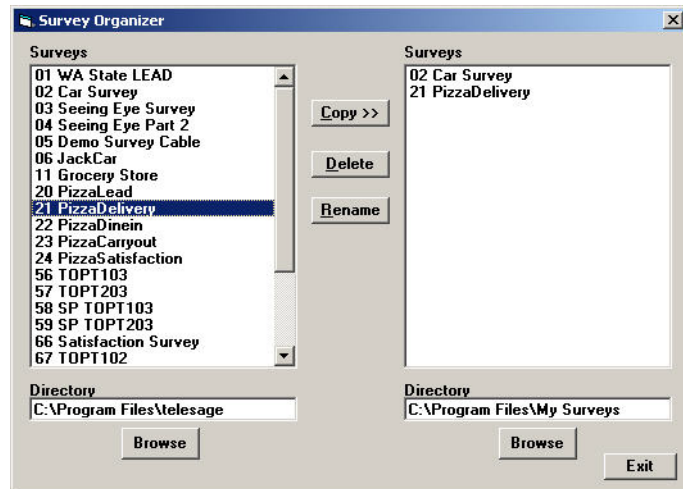 Survey Organizer
Surveys
01 WA State LEAD
02 Car Survey
03 Seeing Eye Survey
04 Seeing Eye Part 2
05 Demo Survey Cable
06 JackCar
11 Grocery Store
20 PizzaLead
21 PizzaDelivery
22 PizzaDinein
23 PizzaCarryout
24 PizzaSatisfaction
56 TOPT103
57 TOPT203
58 SP TOPT103
59 SP TOPT203
66 Satisfaction Survey
67 TOPT102
Directory
C:\Program Files\telesage
Browse
Copy >>
Delete
Rename
Surveys
02 Car Survey
21 PizzaDelivery
Directory
C:\Program Files\My Surveys
Browse
Exit